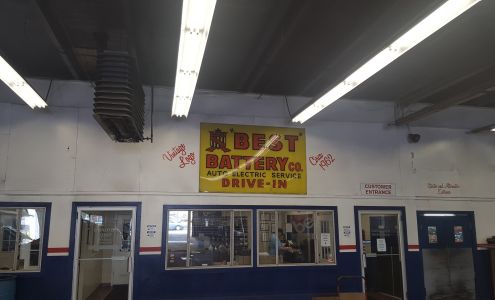 "BEST"
BATTERY CO.
AUTO ELECTRIC SERVICE
DRIVE-IN
Vintage
Logo
Circa
1962
CUSTOMER
ENTRANCE